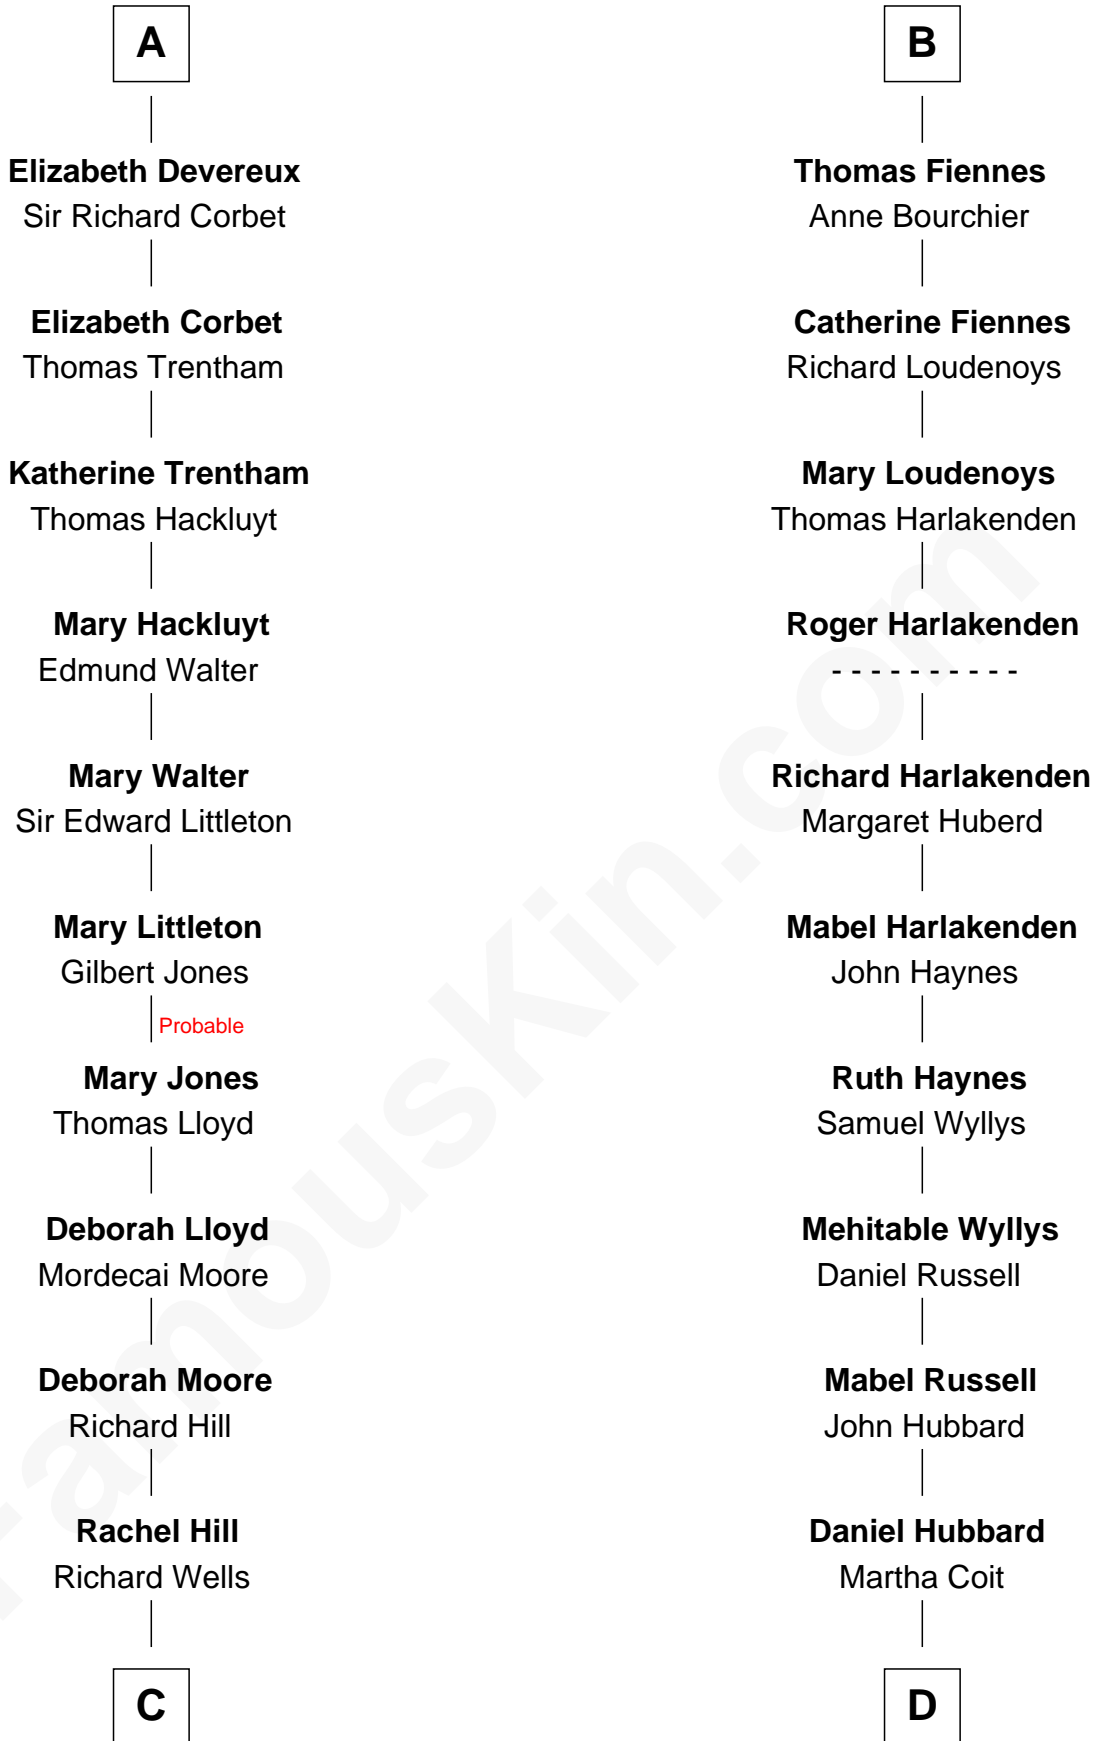 A
Elizabeth Devereux
Sir Richard Corbet
Elizabeth Corbet
Thomas Trentham
Katherine Trentham
Thomas Hackluyt
Mary Hackluyt
Edmund Walter
Mary Walter
Sir Edward Littleton
Mary Littleton
Gilbert Jones
Probable
Mary Jones
Thomas Lloyd
Deborah Lloyd
Mordecai Moore
Deborah Moore
Richard Hill
Rachel Hill
Richard Wells
C
B
Thomas Fiennes
Anne Bourchier
Catherine Fiennes
Richard Loudenoys
Mary Loudenoys
Thomas Harlakenden
Roger Harlakenden
- - - - - - - - - -
Richard Harlakenden
Margaret Huberd
Mabel Harlakenden
John Haynes
Ruth Haynes
Samuel Wyllys
Mehitable Wyllys
Daniel Russell
Mabel Russell
John Hubbard
Daniel Hubbard
Martha Coit
D
FamousKin.com